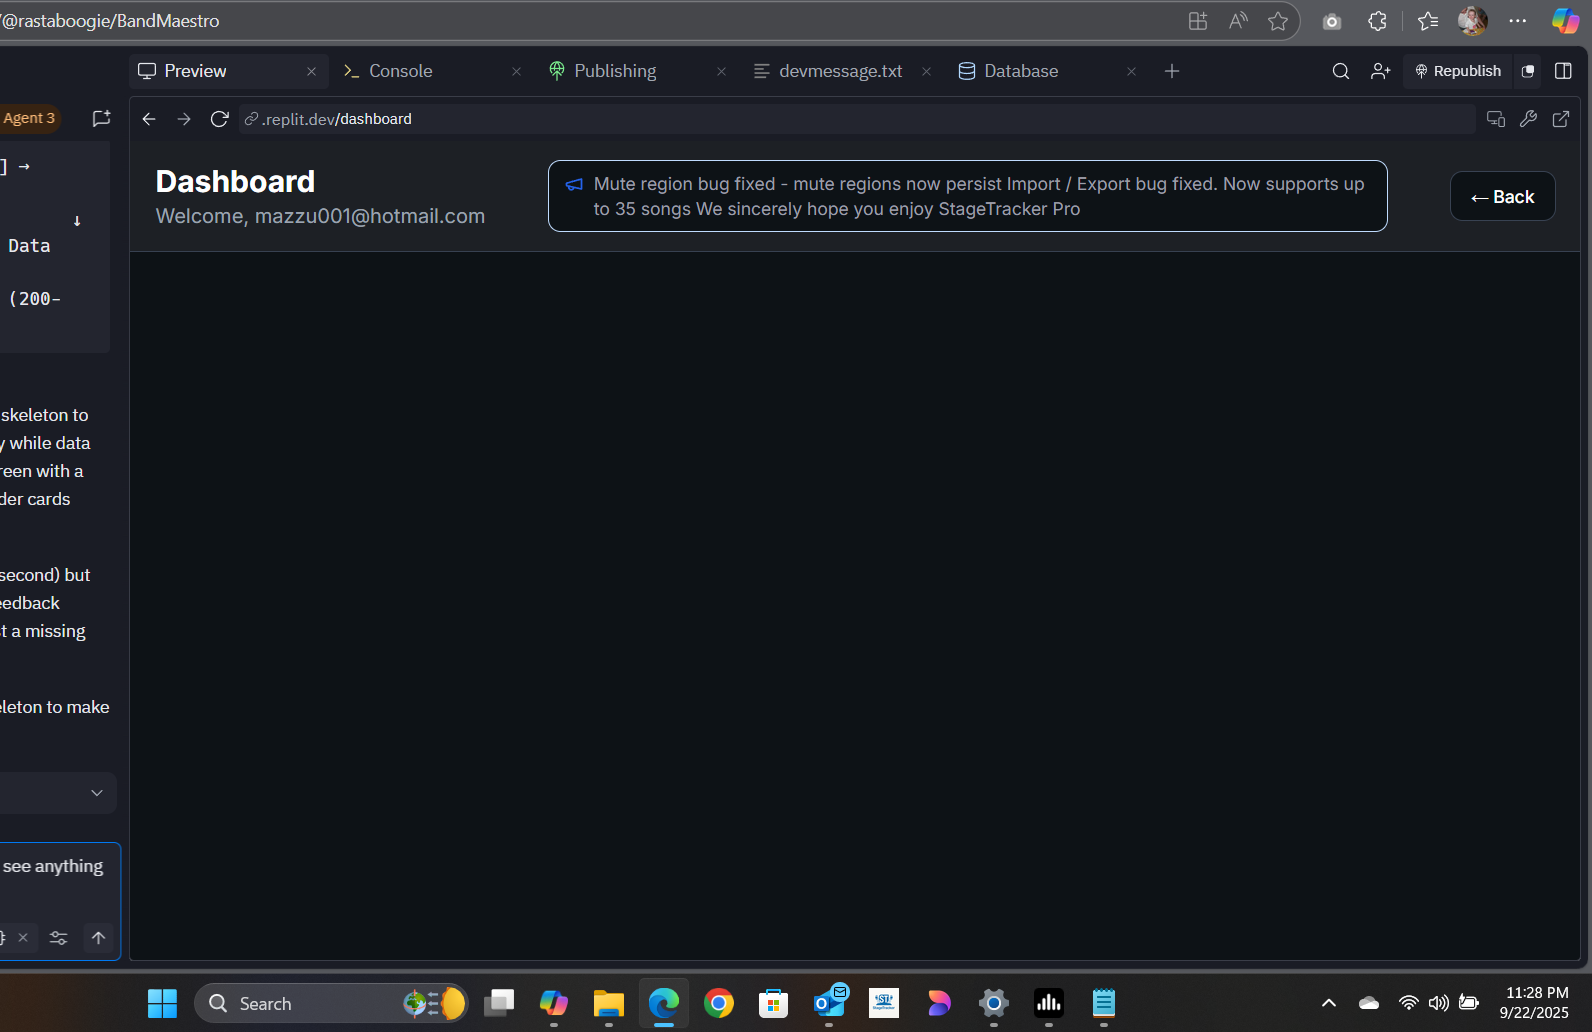 /@rastaboogie/BandMaestro
Preview
Console
Publishing
devmessage.txt
Database
Republish
Agent 3
.replit.dev/dashboard
] →
↓
Data
(200-
skeleton to
y while data
reen with a
der cards
second) but
eedback
t a missing
eleton to make
see anything
Dashboard
Welcome, mazzu001@hotmail.com
Mute region bug fixed - mute regions now persist Import / Export bug fixed. Now supports up
to 35 songs We sincerely hope you enjoy StageTracker Pro
← Back
Search
11:28 PM
9/22/2025